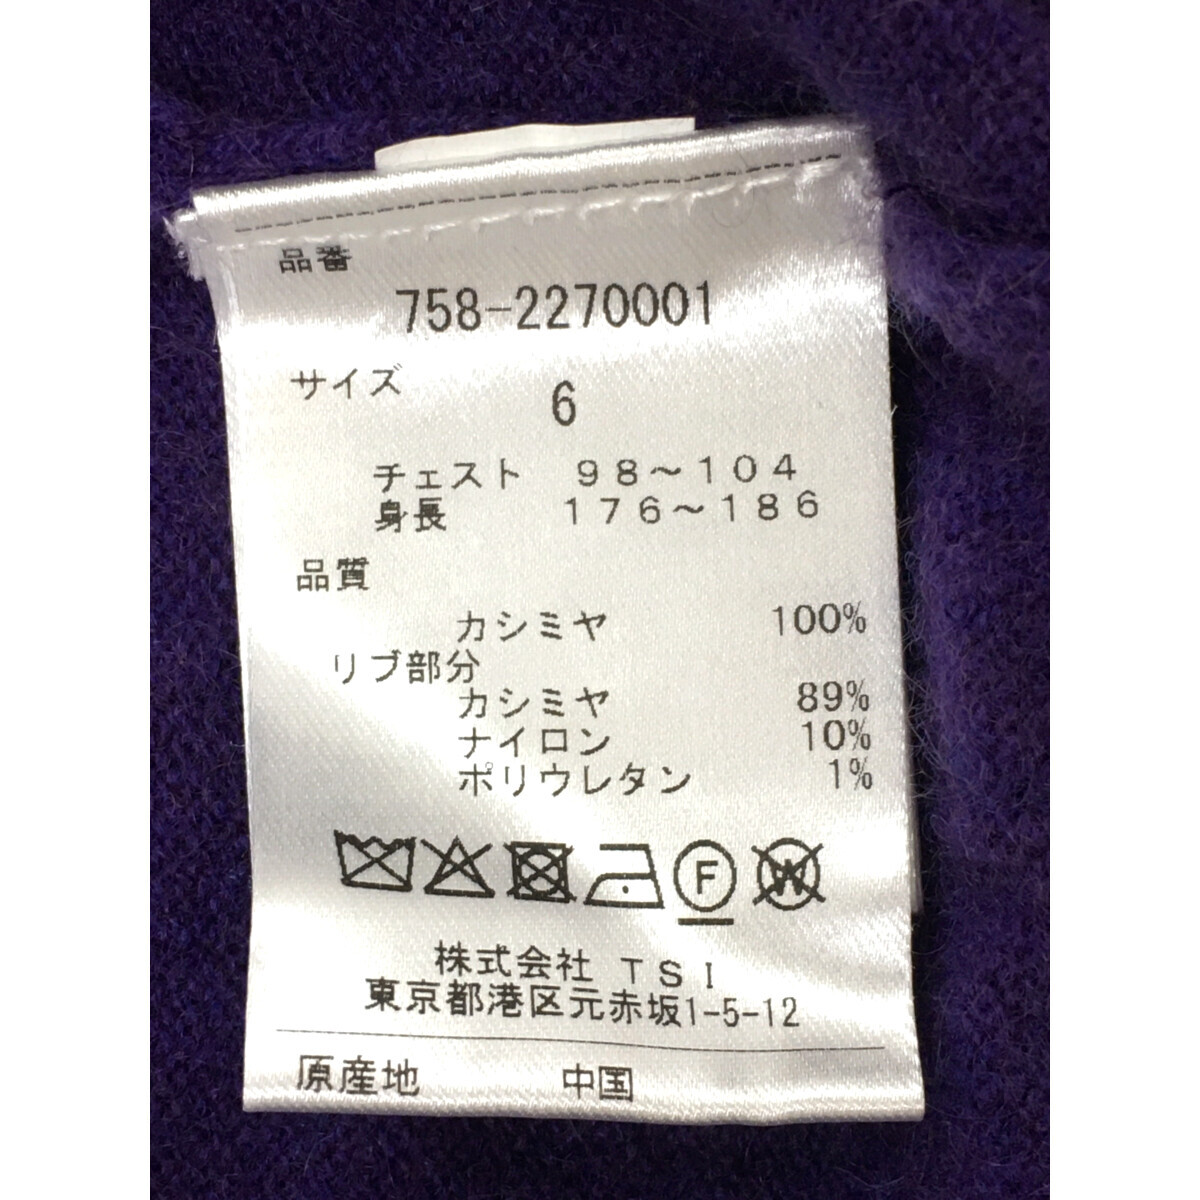 品番
758-2270001
サイズ 6
チェスト 98～104
身長 176～186
品質
カシミヤ 100%
リブ部分
カシミヤ 89%
ナイロン 10%
ポリウレタン 1%
F W
株式会社 TSI
東京都港区元赤坂1-5-12
原産地 中国